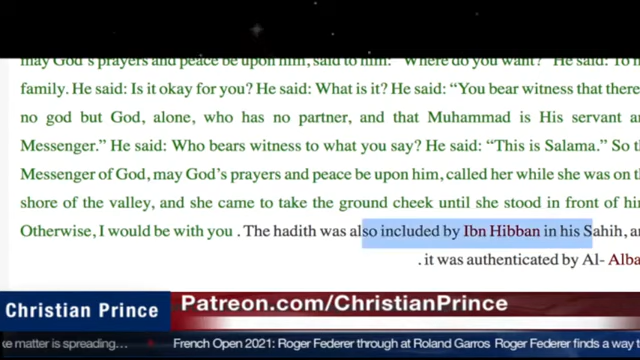 may God's prayers and peace be upon him, said to him: "Where do you want? He said: To
family. He said: Is it okay for you? He said: What is it? He said: "You bear witness that there
no god but God, alone, who has no partner, and that Muhammad is His servant
Messenger." He said: Who bears witness to what you say? He said: "This is Salama." So
Messenger of God, may God's prayers and peace be upon him, called her while she was on
shore of the valley, and she came to take the ground cheek until she stood in front of
Otherwise, I would be with you . The hadith was also included by Ibn Hibban in his Sahih,
. it was authenticated by Al- Alba
Christian Prince
Patreon.com/ChristianPrince
ke matter is spreading… French Open 2021: Roger Federer through at Roland Garros Roger Federer finds a way